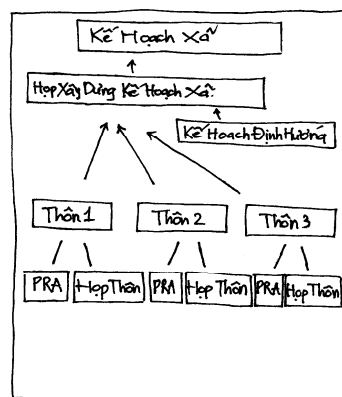 Kế Hoạch Xã
Họp Xây Dựng Kế Hoạch Xã
Kế Hoạch Định Hướng
Thôn 1
Thôn 2
Thôn 3
PRA
Họp Thôn
PRA
Họp Thôn
PRA
Họp Thôn